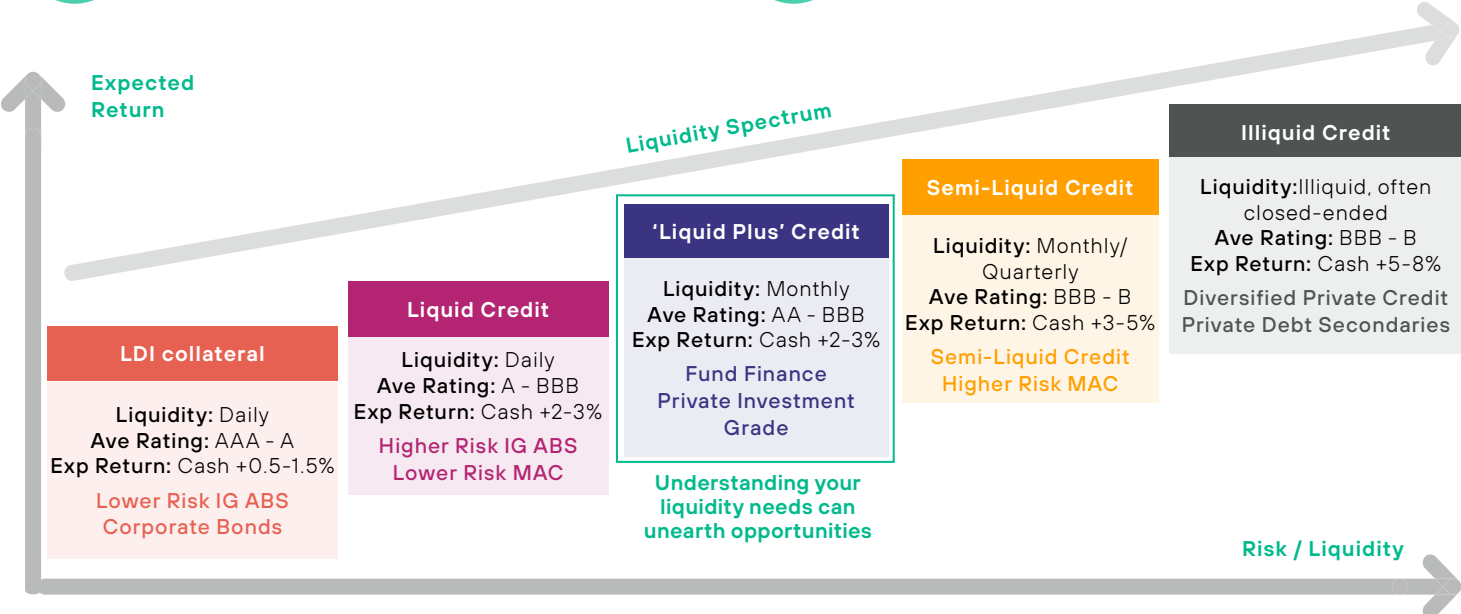 Expected
Return
Liquidity Spectrum
LDI collateral
Liquidity: Daily
Ave Rating: AAA - A
Exp Return: Cash +0.5-1.5%
Lower Risk IG ABS
Corporate Bonds
Liquid Credit
Liquidity: Daily
Ave Rating: A - BBB
Exp Return: Cash +2-3%
Higher Risk IG ABS
Lower Risk MAC
‘Liquid Plus’ Credit
Liquidity: Monthly
Ave Rating: AA - BBB
Exp Return: Cash +2-3%
Fund Finance
Private Investment
Grade
Understanding your
liquidity needs can
unearth opportunities
Semi-Liquid Credit
Liquidity: Monthly/
Quarterly
Ave Rating: BBB - B
Exp Return: Cash +3-5%
Semi-Liquid Credit
Higher Risk MAC
Illiquid Credit
Liquidity:Illiquid, often
closed-ended
Ave Rating: BBB - B
Exp Return: Cash +5-8%
Diversified Private Credit
Private Debt Secondaries
Risk / Liquidity